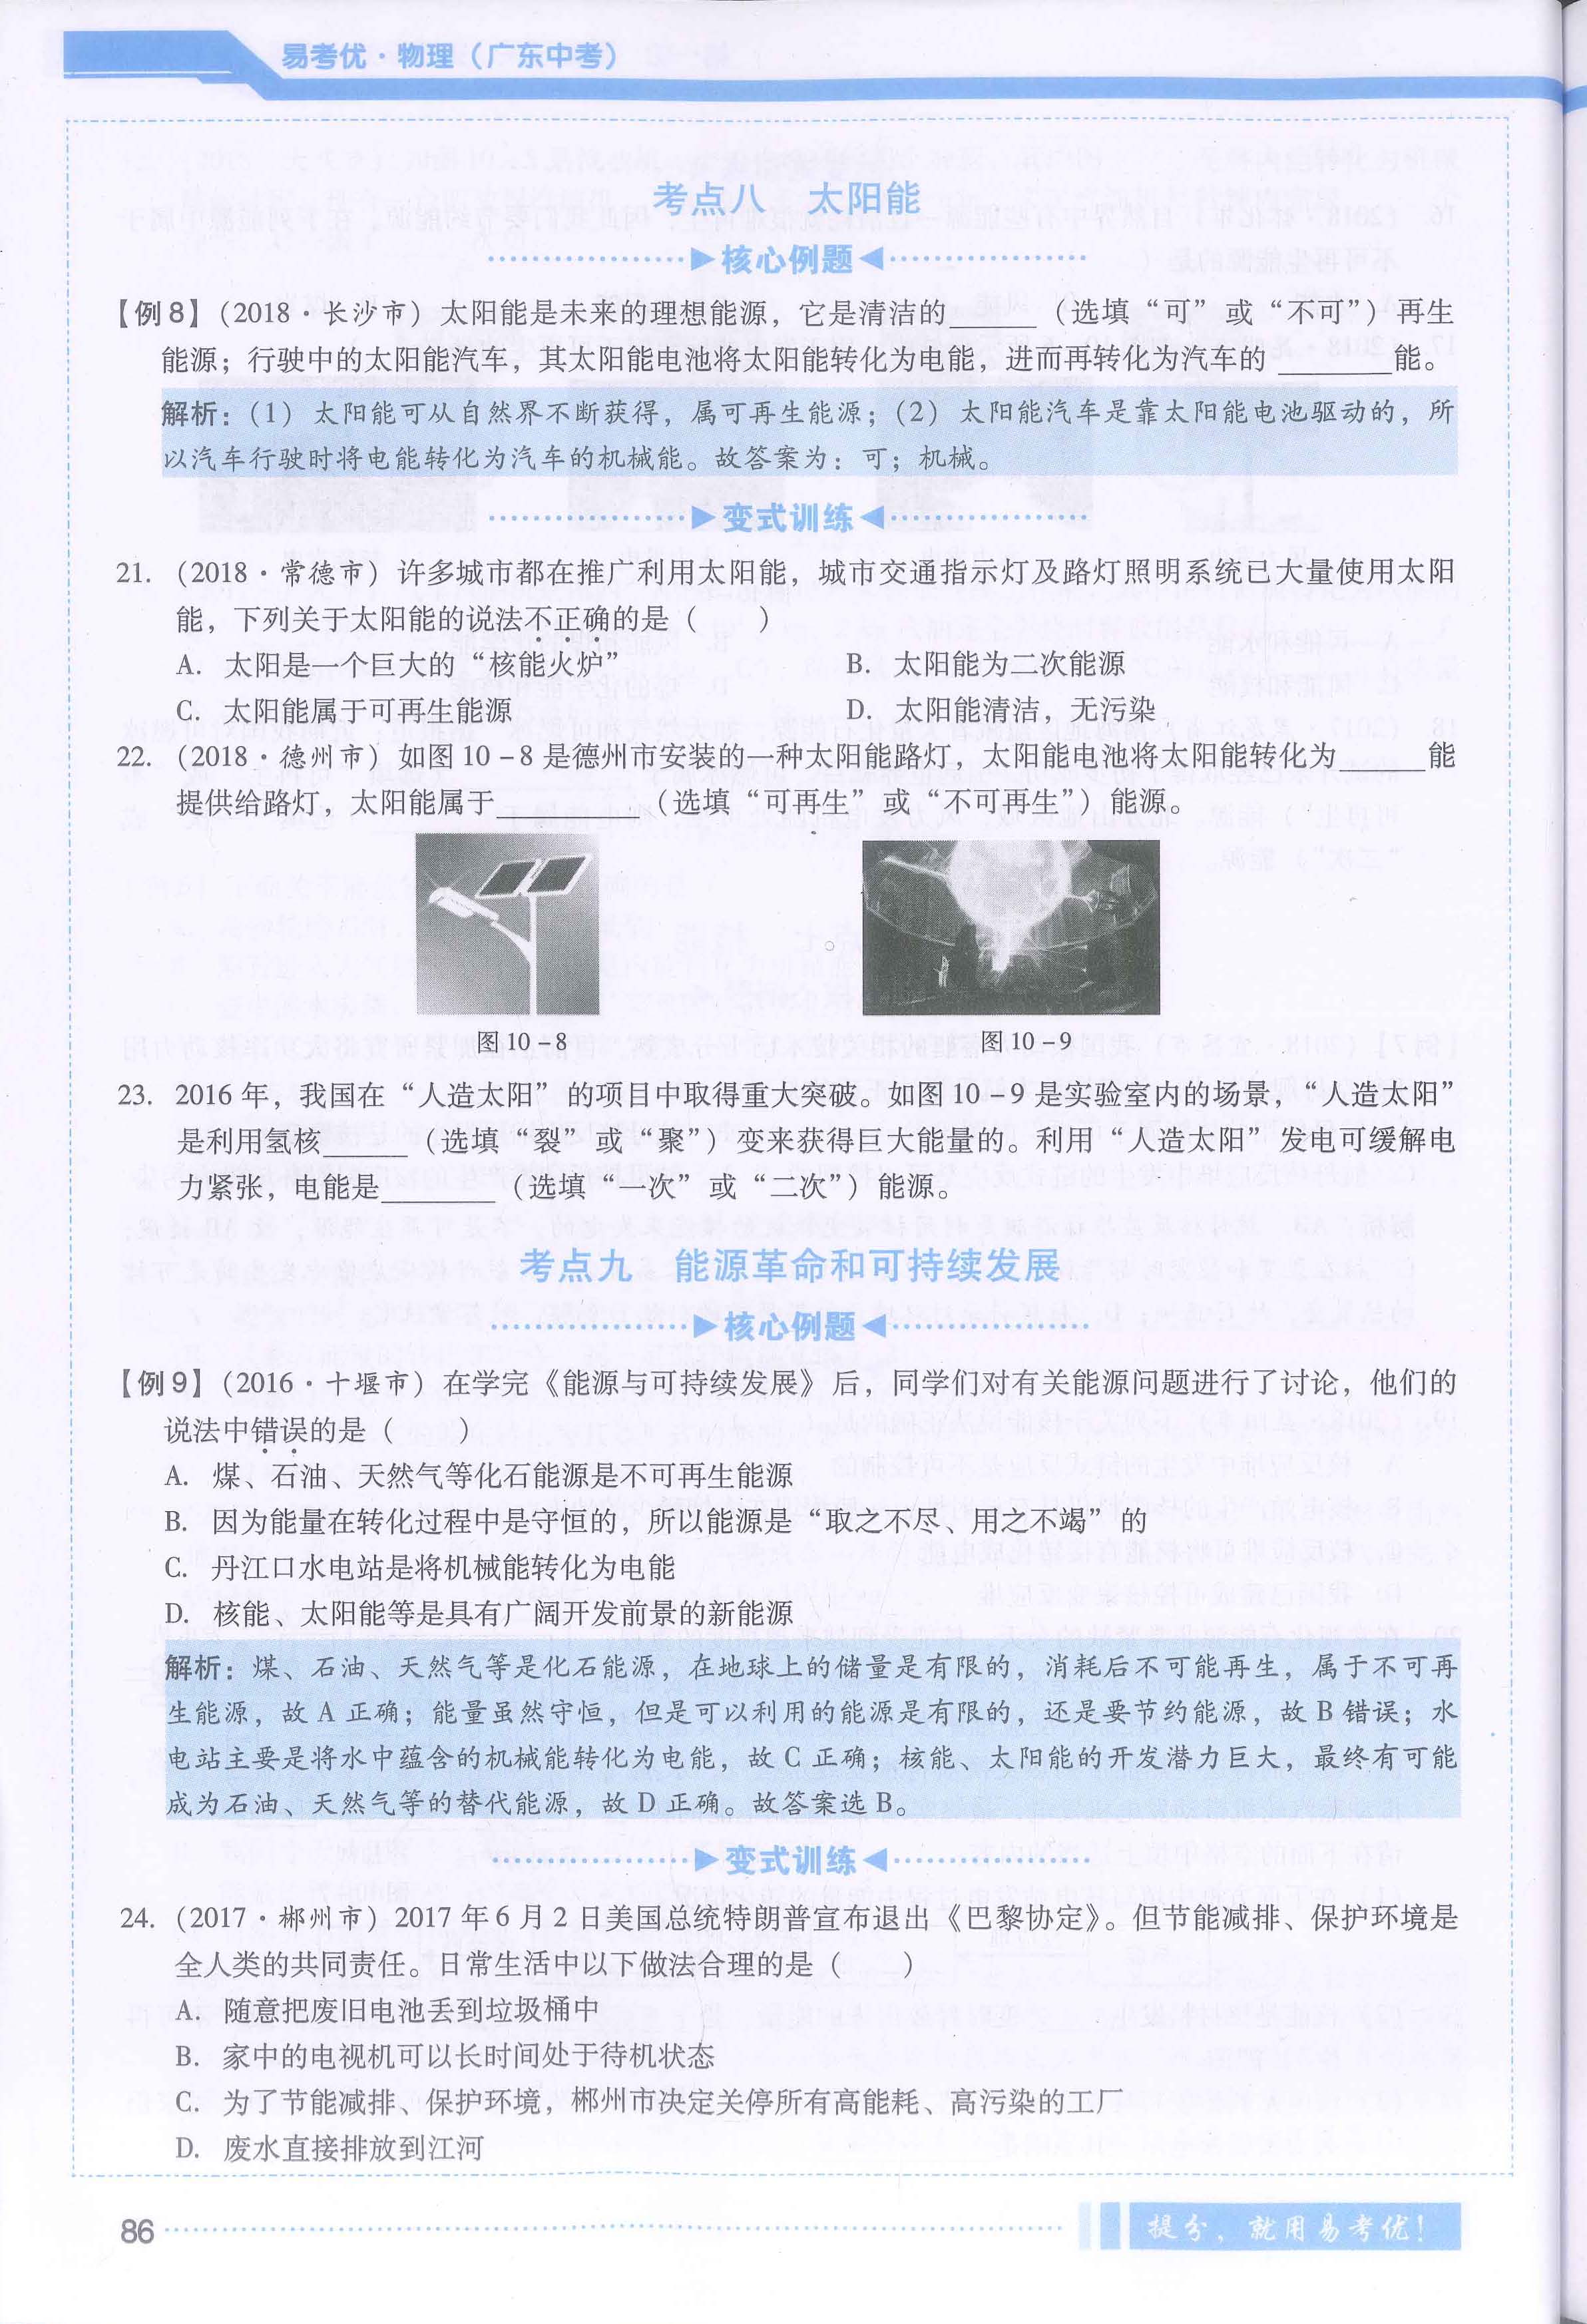 易考优·物理（广东中考）
考点八 太阳能
核心例题
【例8】（2018·长沙市）太阳能是未来的理想能源，它是清洁的______（选填“可”或“不可”）再生
能源；行驶中的太阳能汽车，其太阳能电池将太阳能转化为电能，进而再转化为汽车的________能。
解析：（1）太阳能可从自然界不断获得，属可再生能源；（2）太阳能汽车是靠太阳能电池驱动的，所
以汽车行驶时将电能转化为汽车的机械能。故答案为：可；机械。
变式训练
21. （2018·常德市）许多城市都在推广利用太阳能，城市交通指示灯及路灯照明系统已大量使用太阳
能，下列关于太阳能的说法不正确的是（　　）
A. 太阳是一个巨大的“核能火炉” B. 太阳能为二次能源
C. 太阳能属于可再生能源 D. 太阳能清洁，无污染
22. （2018·德州市）如图10-8是德州市安装的一种太阳能路灯，太阳能电池将太阳能转化为______能
提供给路灯，太阳能属于__________（选填“可再生”或“不可再生”）能源。
图10-8 图10-9
23. 2016年，我国在“人造太阳”的项目中取得重大突破。如图10-9是实验室内的场景，“人造太阳”
是利用氢核______（选填“裂”或“聚”）变来获得巨大能量的。利用“人造太阳”发电可缓解电
力紧张，电能是________（选填“一次”或“二次”）能源。
考点九 能源革命和可持续发展
核心例题
【例9】（2016·十堰市）在学完《能源与可持续发展》后，同学们对有关能源问题进行了讨论，他们的
说法中错误的是（　　）
A. 煤、石油、天然气等化石能源是不可再生能源
B. 因为能量在转化过程中是守恒的，所以能源是“取之不尽、用之不竭”的
C. 丹江口水电站是将机械能转化为电能
D. 核能、太阳能等是具有广阔开发前景的新能源
解析：煤、石油、天然气等是化石能源，在地球上的储量是有限的，消耗后不可能再生，属于不可再
生能源，故A正确；能量虽然守恒，但是可以利用的能源是有限的，还是要节约能源，故B错误；水
电站主要是将水中蕴含的机械能转化为电能，故C正确；核能、太阳能的开发潜力巨大，最终有可能
成为石油、天然气等的替代能源，故D正确。故答案选B。
变式训练
24. （2017·郴州市）2017年6月2日美国总统特朗普宣布退出《巴黎协定》。但节能减排、保护环境是
全人类的共同责任。日常生活中以下做法合理的是（　　）
A. 随意把废旧电池丢到垃圾桶中
B. 家中的电视机可以长时间处于待机状态
C. 为了节能减排、保护环境，郴州市决定关停所有高能耗、高污染的工厂
D. 废水直接排放到江河
86 提分，就用易考优！